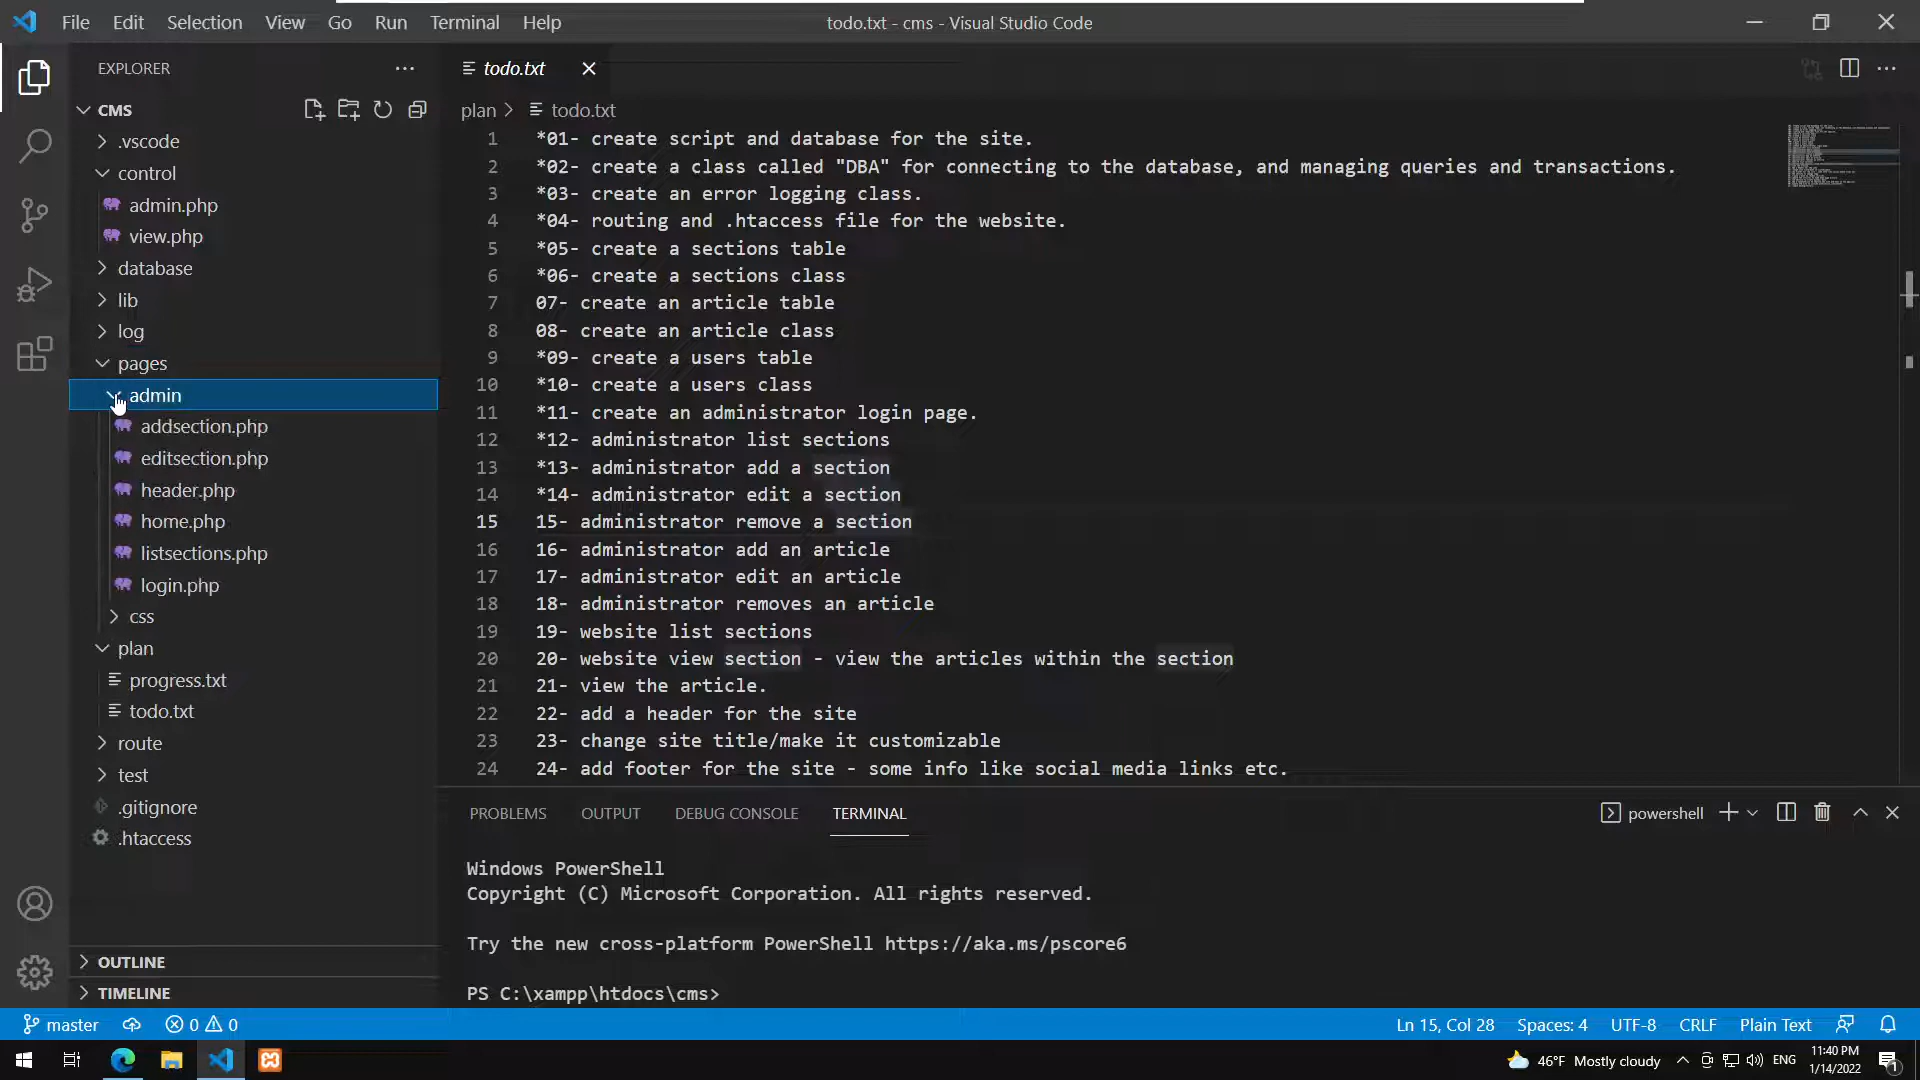 File Edit Selection View Go Run Terminal Help
todo.txt - cms - Visual Studio Code
EXPLORER
CMS
.vscode
control
admin.php
view.php
database
lib
log
pages
admin
addsection.php
editsection.php
header.php
home.php
listsections.php
login.php
css
plan
progress.txt
todo.txt
route
test
.gitignore
.htaccess
OUTLINE
TIMELINE
todo.txt
plan > todo.txt
1 *01- create script and database for the site.
2 *02- create a class called "DBA" for connecting to the database, and managing queries and transactions.
3 *03- create an error logging class.
4 *04- routing and .htaccess file for the website.
5 *05- create a sections table
6 *06- create a sections class
7 07- create an article table
8 08- create an article class
9 *09- create a users table
10 *10- create a users class
11 *11- create an administrator login page.
12 *12- administrator list sections
13 *13- administrator add a section
14 *14- administrator edit a section
15 15- administrator remove a section
16 16- administrator add an article
17 17- administrator edit an article
18 18- administrator removes an article
19 19- website list sections
20 20- website view section - view the articles within the section
21 21- view the article.
22 22- add a header for the site
23 23- change site title/make it customizable
24 24- add footer for the site - some info like social media links etc.
PROBLEMS OUTPUT DEBUG CONSOLE TERMINAL
powershell
Windows PowerShell
Copyright (C) Microsoft Corporation. All rights reserved.
Try the new cross-platform PowerShell https://aka.ms/pscore6
PS C:\xampp\htdocs\cms>
master 0 0
Ln 15, Col 28 Spaces: 4 UTF-8 CRLF Plain Text
46°F Mostly cloudy ENG
11:40 PM
1/14/2022
1